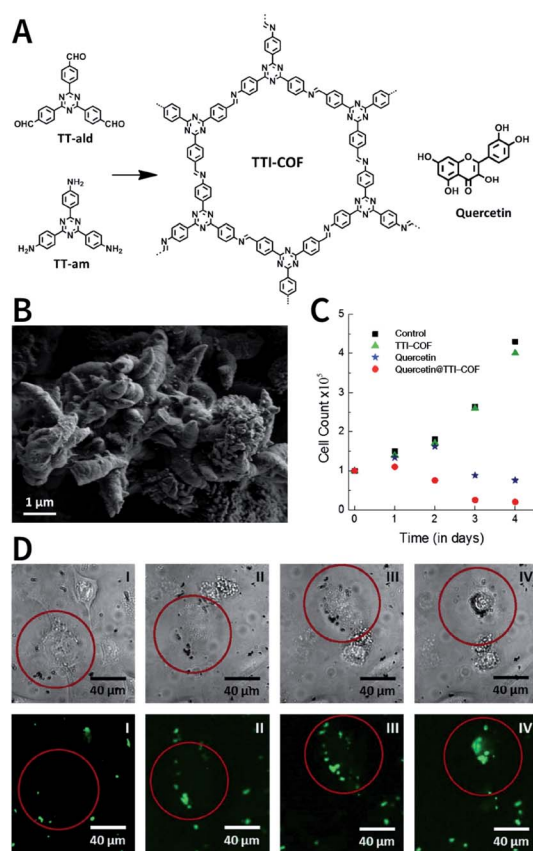 A
CHO
OHC
CHO
TT-ald
NH₂
H₂N
NH₂
TT-am
TTI-COF
HO
OH
OH
OH
O
O
OH
Quercetin
B
1 µm
C
Control
TTI-COF
Quercetin
Quercetin@TTI-COF
Cell Count x10⁵
5
4
3
2
1
0
0
1
2
3
4
Time (in days)
D
I
40 µm
II
40 µm
III
40 µm
IV
40 µm
I
40 µm
II
40 µm
III
40 µm
IV
40 µm